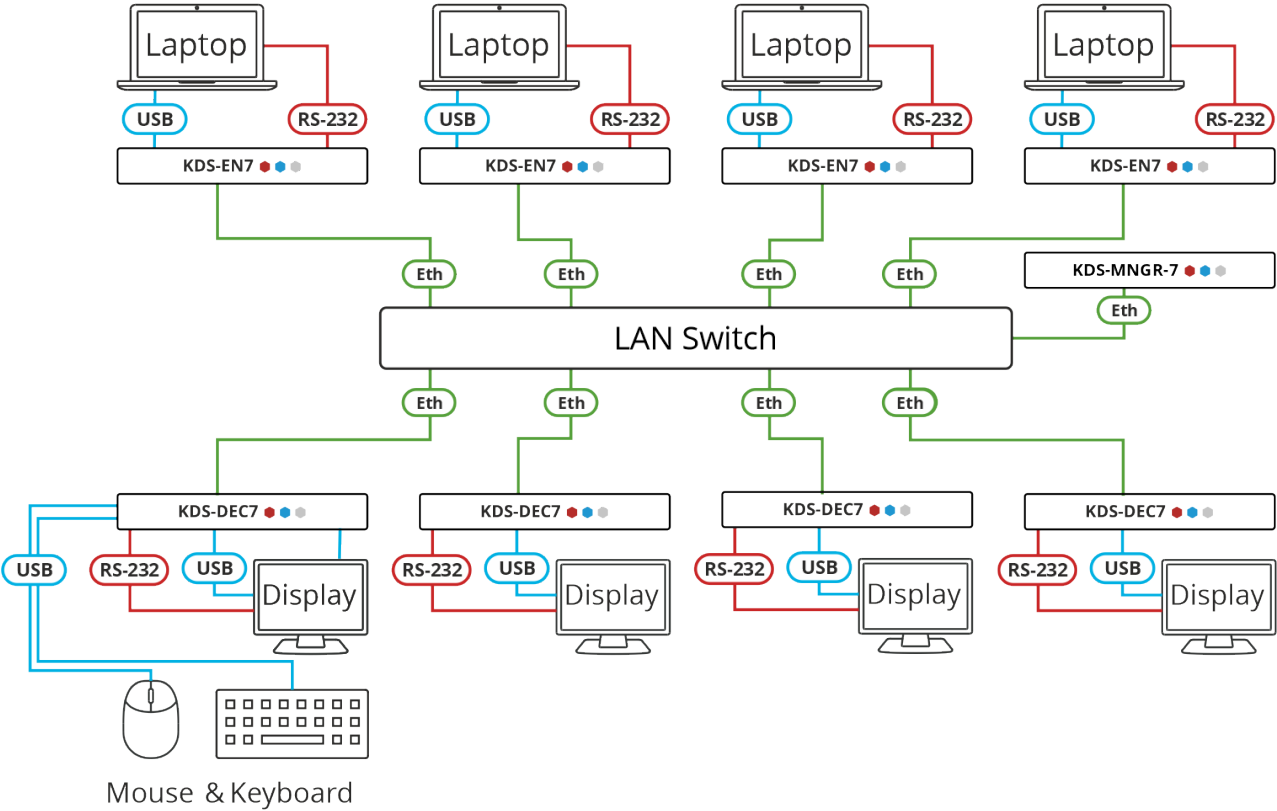 Laptop Laptop Laptop Laptop
USB RS-232 USB RS-232 USB RS-232 USB RS-232
KDS-EN7 KDS-EN7 KDS-EN7 KDS-EN7
Eth Eth Eth Eth
KDS-MNGR-7
Eth
LAN Switch
Eth Eth Eth Eth
KDS-DEC7 KDS-DEC7 KDS-DEC7 KDS-DEC7
USB RS-232 USB RS-232 USB RS-232 USB RS-232 USB
Display Display Display Display
Mouse & Keyboard